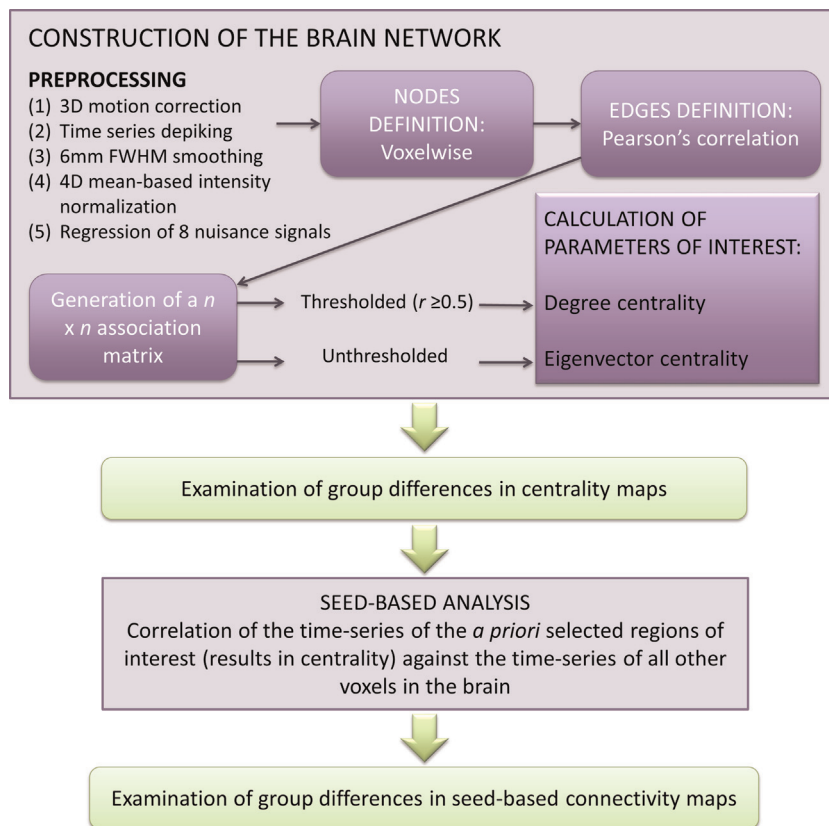 CONSTRUCTION OF THE BRAIN NETWORK
PREPROCESSING
(1) 3D motion correction
(2) Time series depiking
(3) 6mm FWHM smoothing
(4) 4D mean-based intensity
normalization
(5) Regression of 8 nuisance signals
NODES
DEFINITION:
Voxelwise
EDGES DEFINITION:
Pearson's correlation
Generation of a n
x n association
matrix
Thresholded (r ≥0.5)
Unthresholded
CALCULATION OF
PARAMETERS OF INTEREST:
Degree centrality
Eigenvector centrality
Examination of group differences in centrality maps
SEED-BASED ANALYSIS
Correlation of the time-series of the a priori selected regions of
interest (results in centrality) against the time-series of all other
voxels in the brain
Examination of group differences in seed-based connectivity maps